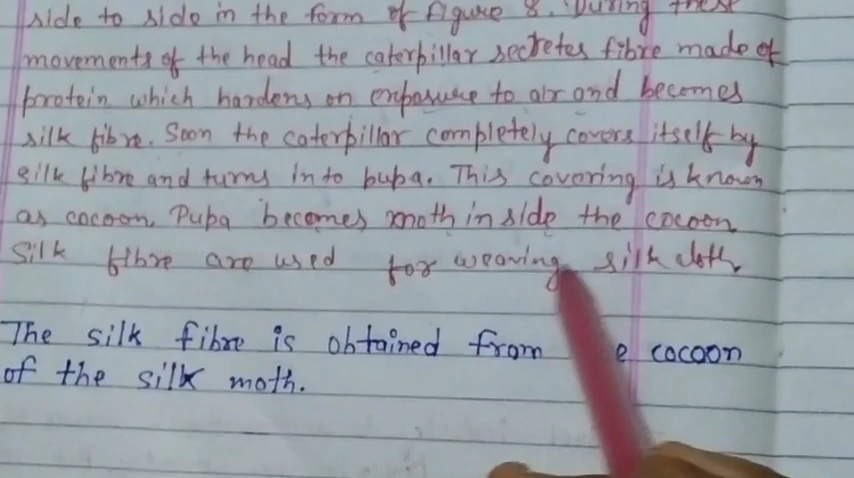 side to side in the form of figure 8. During these
movements of the head the caterpillar secretes fibre made of
protein which hardens on exposure to air and becomes
silk fibre. Soon the caterpillar completely covers itself by
silk fibre and turns in to pupa. This covering is known
as cocoon. Pupa becomes moth inside the cocoon.
Silk fibre are used for weaving silk cloth.
The silk fibre is obtained from e cocoon
of the silk moth.